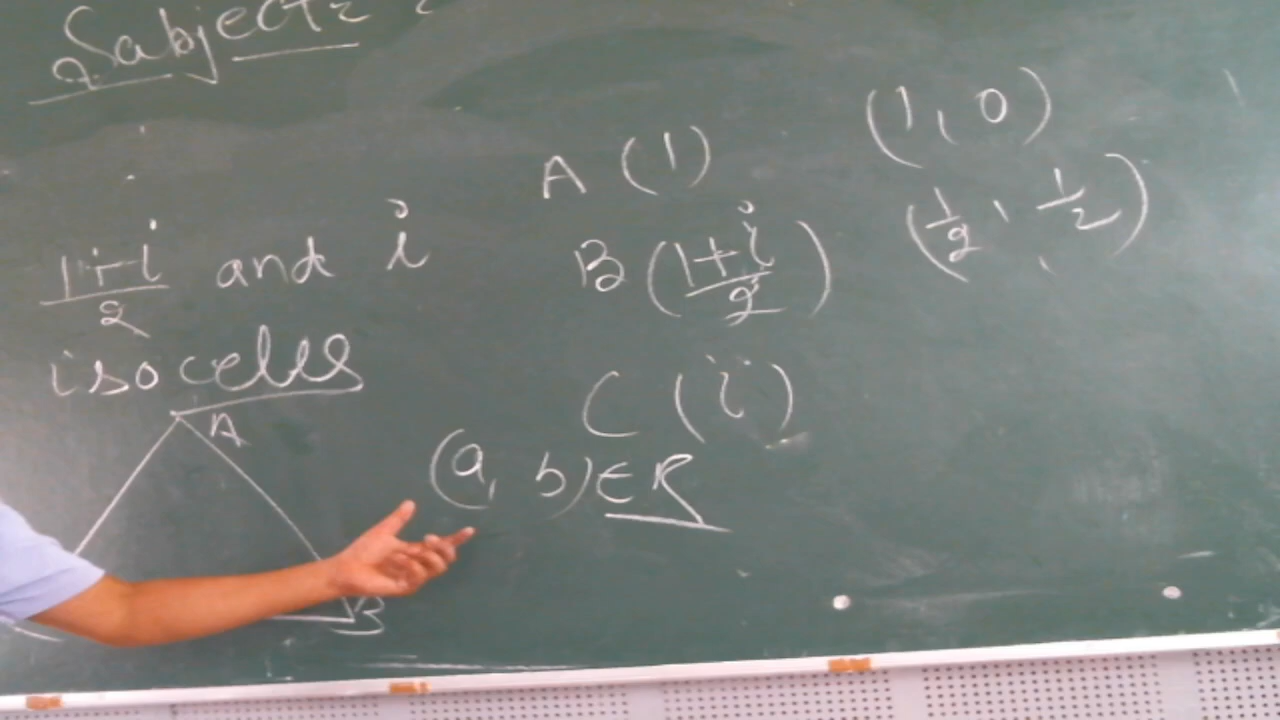 Subject :
1+i/2 and i
isoceles
A
B
A (1)
B (1+i/2)
C (i)
(a, b) ∈ R
(1, 0)
(1/2, 1/2)